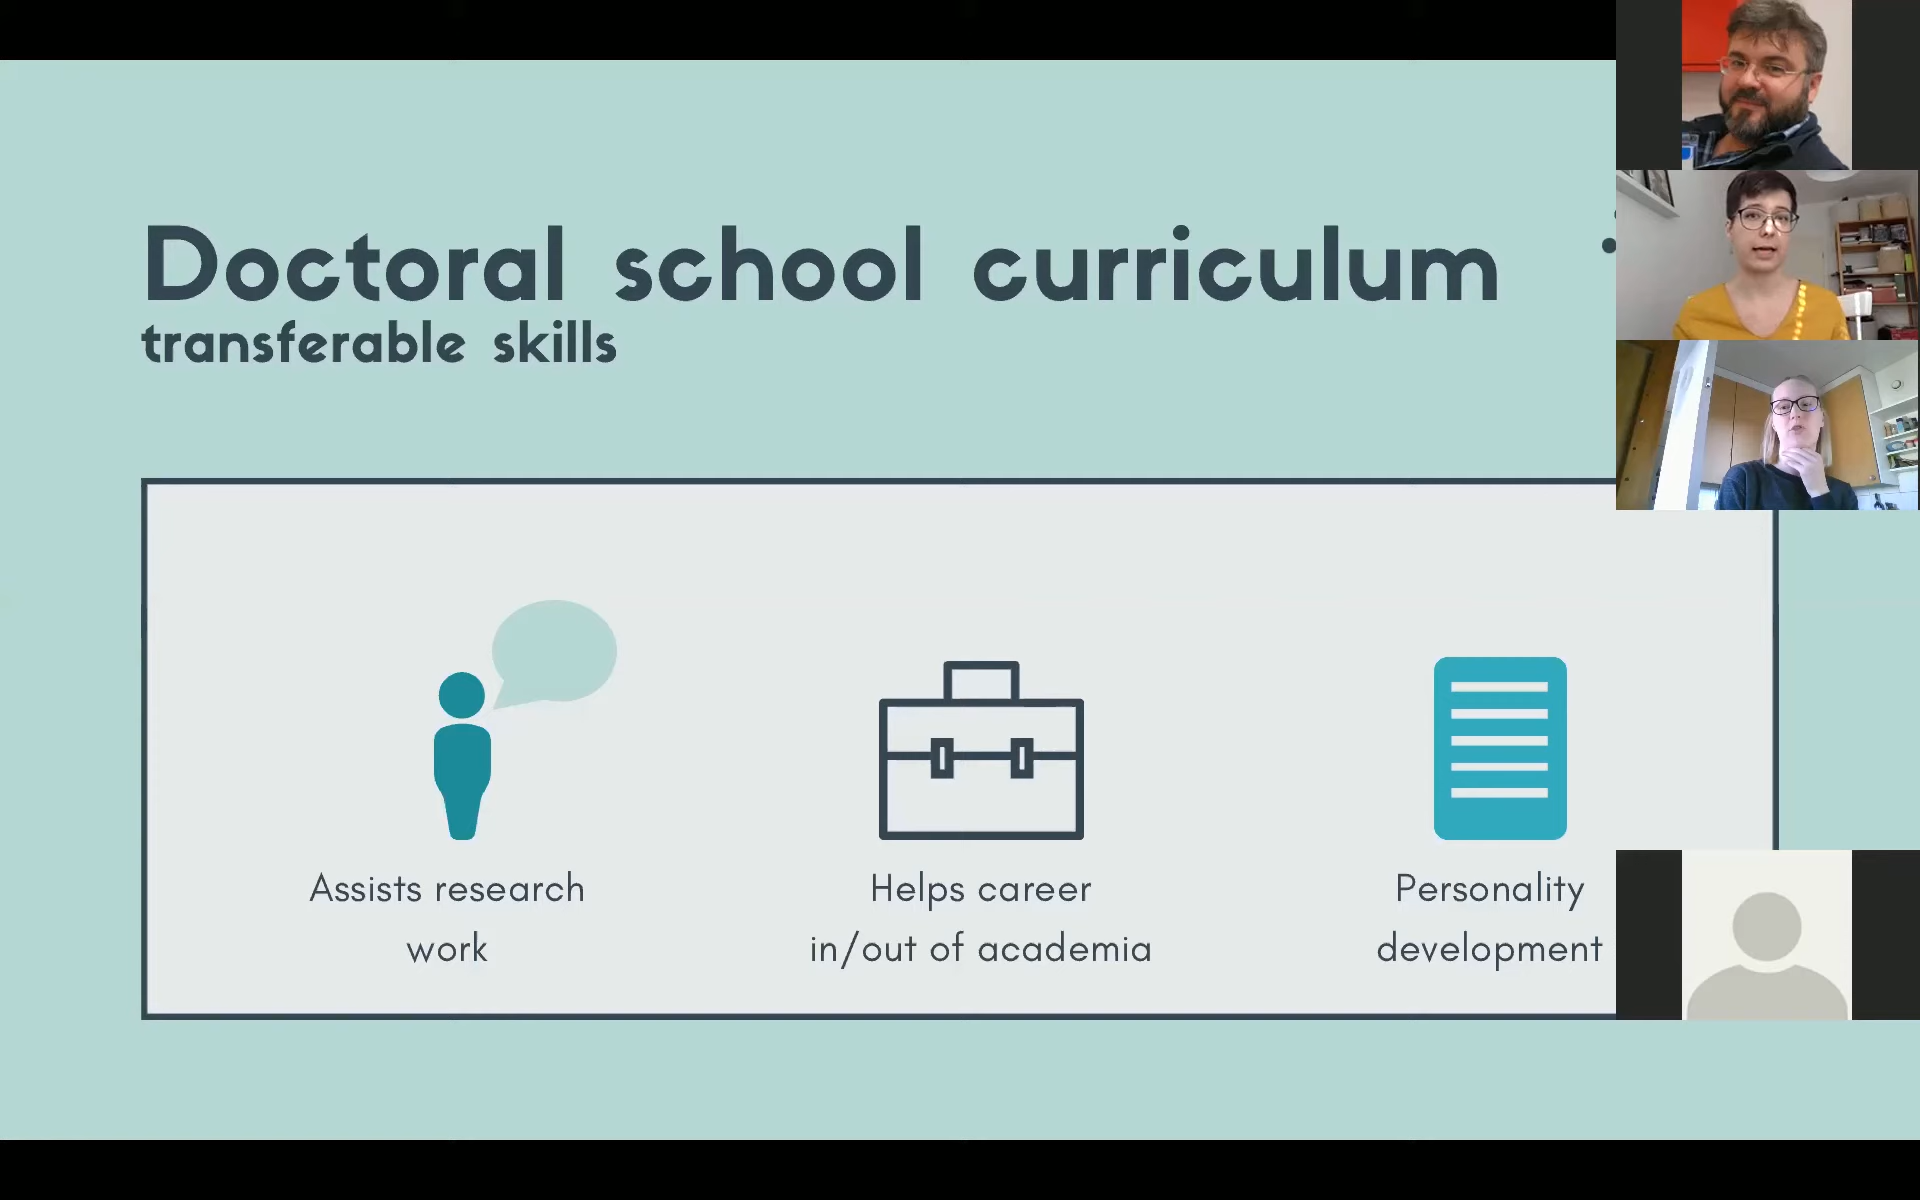 Doctoral school curriculum
transferable skills
Assists research
work
Helps career
in/out of academia
Personality
development